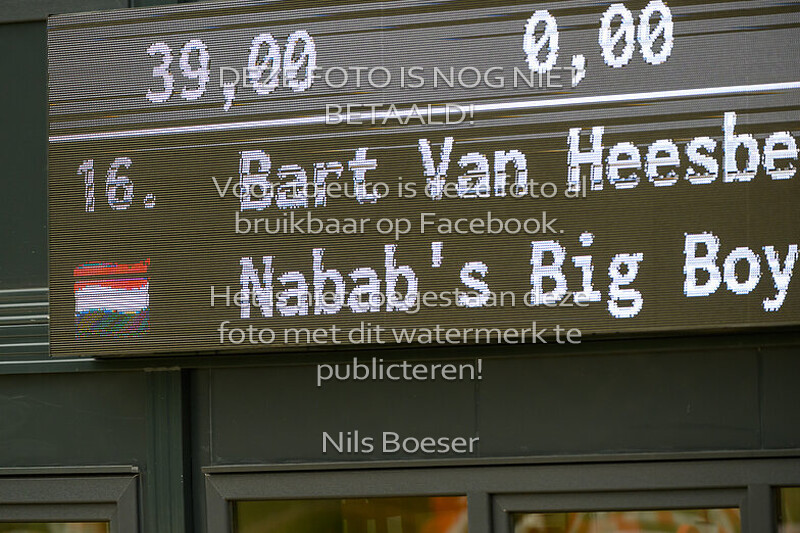 39,00 0,00
DEZE FOTO IS NOG NIET
BETAALD!
16. Bart Van Heesbe
Voor 2 euro is deze foto al
bruikbaar op Facebook.
Nabab's Big Boy
Het is niet toegestaan deze
foto met dit watermerk te
publiceren!
Nils Boeser